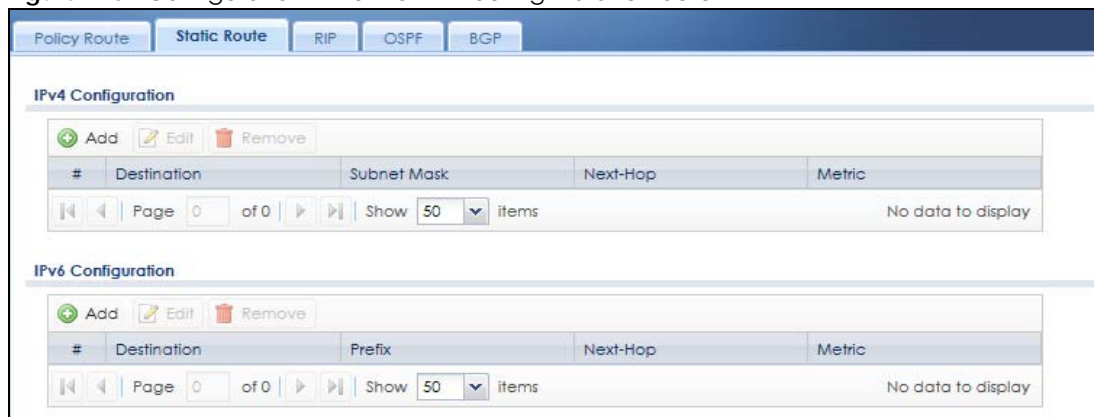 Policy Route Static Route RIP OSPF BGP
IPv4 Configuration
Add Edit Remove
# Destination Subnet Mask Next-Hop Metric
Page 0 of 0 Show 50 items No data to display
IPv6 Configuration
Add Edit Remove
# Destination Prefix Next-Hop Metric
Page 0 of 0 Show 50 items No data to display